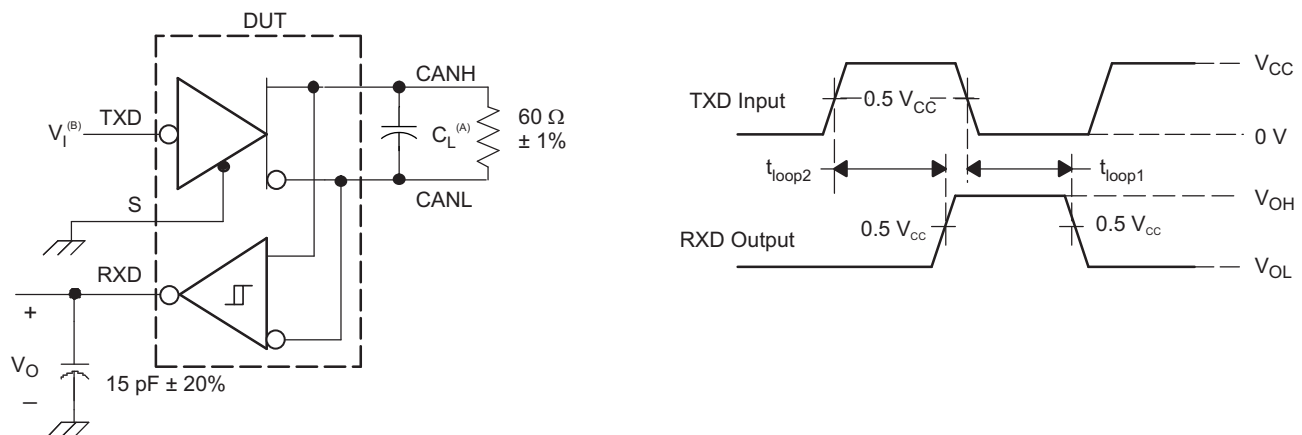 DUT
CANH
TXD
V_I^(B)
C_L^(A)
60 Ω
± 1%
CANL
S
RXD
+
V_O
–
15 pF ± 20%
V_CC
TXD Input
0.5 V_CC
0 V
t_loop2
t_loop1
V_OH
0.5 V_CC
0.5 V_CC
RXD Output
V_OL